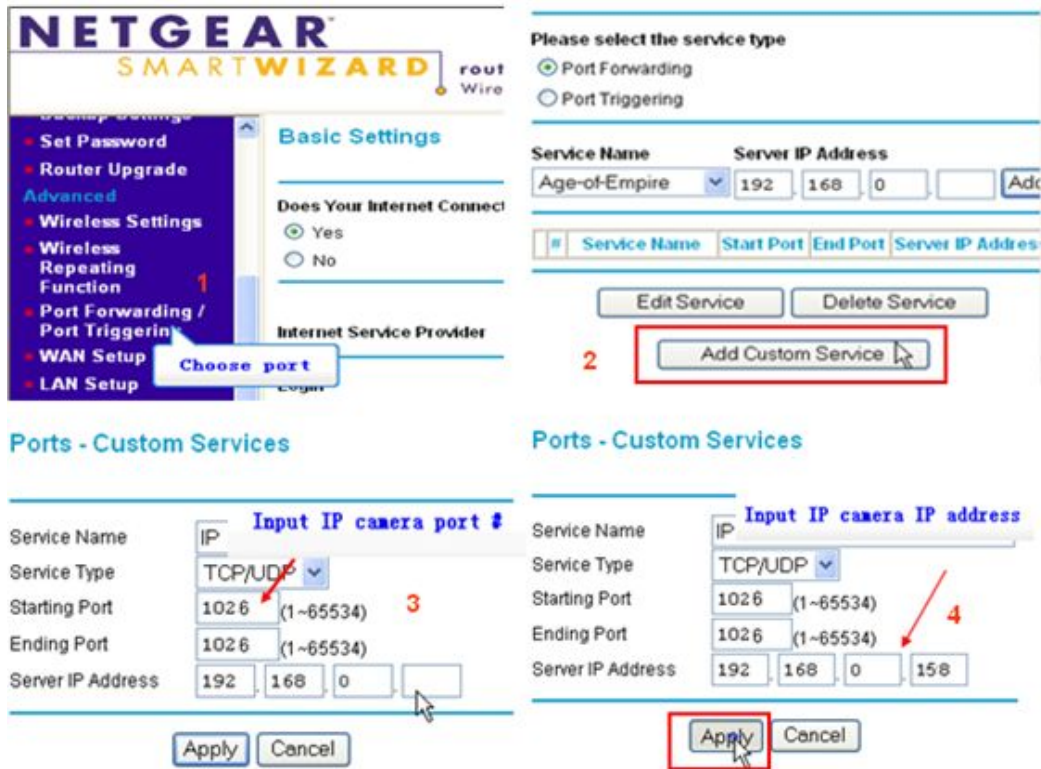 NETGEAR
SMARTWIZARD
rout
Wire
Backup Settings
Set Password
Router Upgrade
Advanced
Wireless Settings
Wireless
Repeating
Function
1
Port Forwarding /
Port Triggering
WAN Setup
LAN Setup
Choose port
Basic Settings
Does Your Internet Connect
Yes
No
Internet Service Provider
Login
Please select the service type
Port Forwarding
Port Triggering
Service Name Server IP Address
Age-of-Empire 192 . 168 . 0 . Add
# Service Name Start Port End Port Server IP Addres
Edit Service Delete Service
2 Add Custom Service
Ports - Custom Services
Input IP camera port #
Service Name IP
Service Type TCP/UDP
Starting Port 1026 (1~65534) 3
Ending Port 1026 (1~65534)
Server IP Address 192 . 168 . 0 .
Apply Cancel
Ports - Custom Services
Input IP camera IP address
Service Name IP
Service Type TCP/UDP
Starting Port 1026 (1~65534)
4
Ending Port 1026 (1~65534)
Server IP Address 192 . 168 . 0 . 158
Apply Cancel